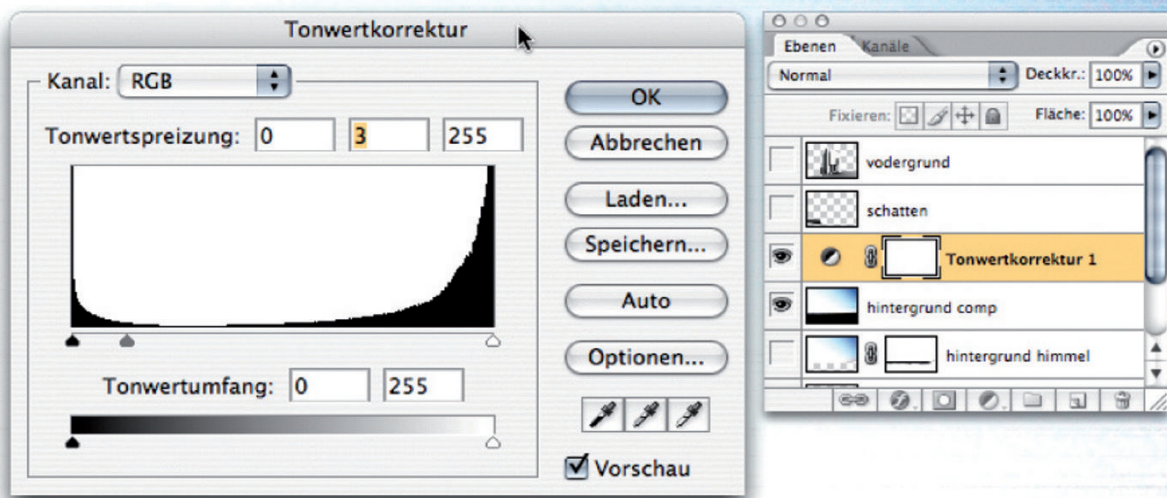 Tonwertkorrektur
Kanal: RGB
Tonwertspreizung: 0 3 255
Tonwertumfang: 0 255
OK
Abbrechen
Laden...
Speichern...
Auto
Optionen...
Vorschau
Ebenen Kanäle
Normal Deckkr.: 100%
Fixieren: Fläche: 100%
vodergrund
schatten
Tonwertkorrektur 1
hintergrund comp
hintergrund himmel